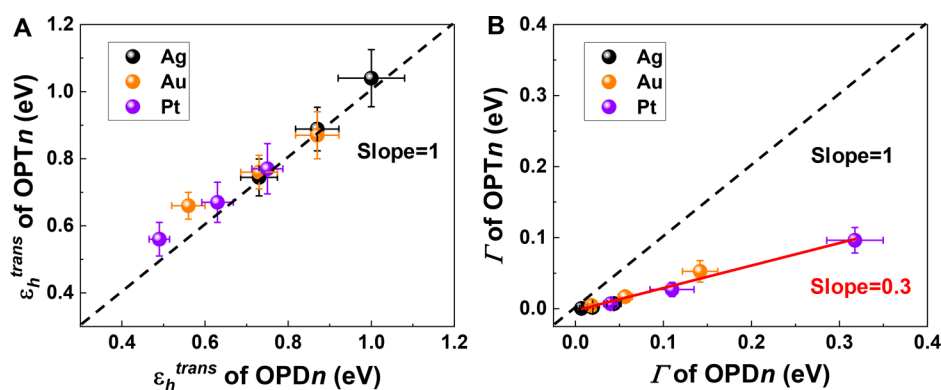 A
1.2
1.0
0.8
0.6
0.4
ε_h^trans of OPTn (eV)
Ag
Au
Pt
Slope=1
0.4 0.6 0.8 1.0 1.2
ε_h^trans of OPDn (eV)
B
0.4
0.3
0.2
0.1
0.0
Γ of OPTn (eV)
Ag
Au
Pt
Slope=1
Slope=0.3
0.0 0.1 0.2 0.3 0.4
Γ of OPDn (eV)